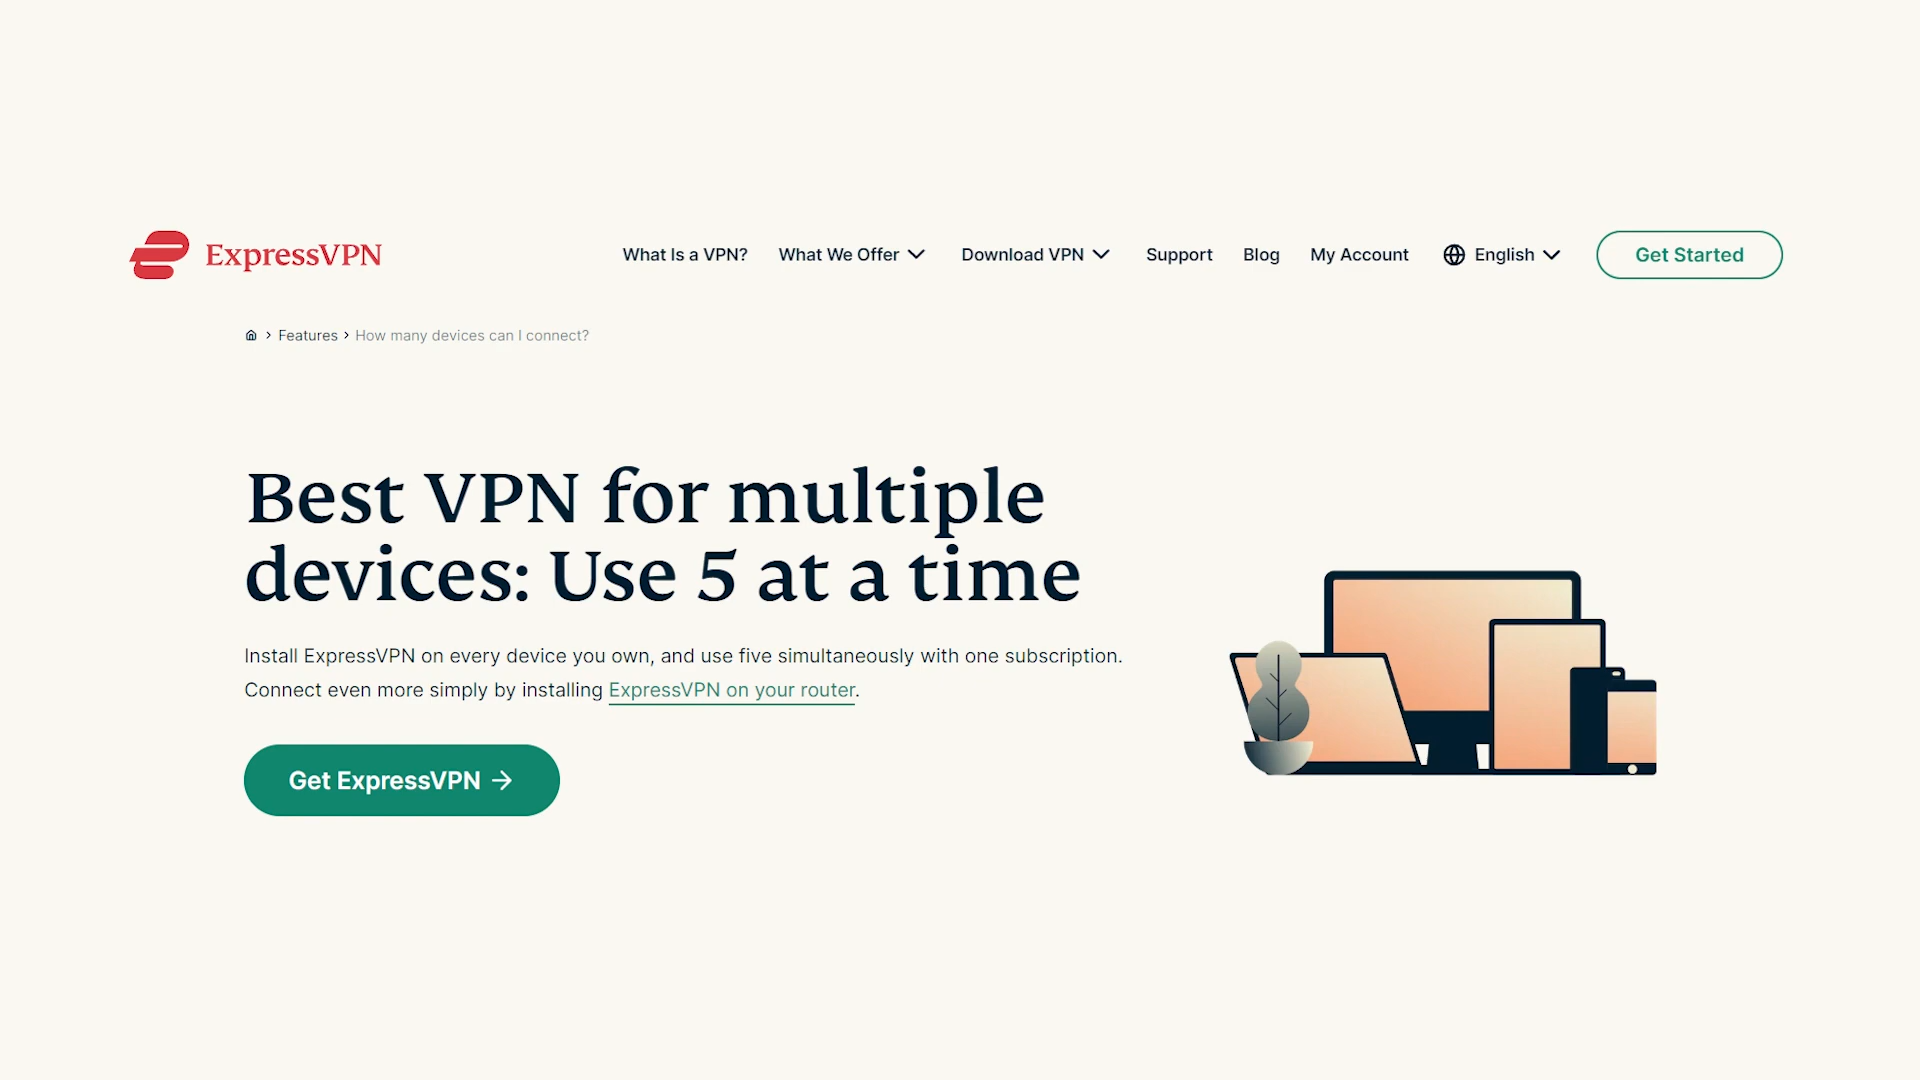 ExpressVPN
What Is a VPN? What We Offer Download VPN Support Blog My Account English Get Started
Features > How many devices can I connect?
Best VPN for multiple
devices: Use 5 at a time
Install ExpressVPN on every device you own, and use five simultaneously with one subscription.
Connect even more simply by installing ExpressVPN on your router.
Get ExpressVPN →